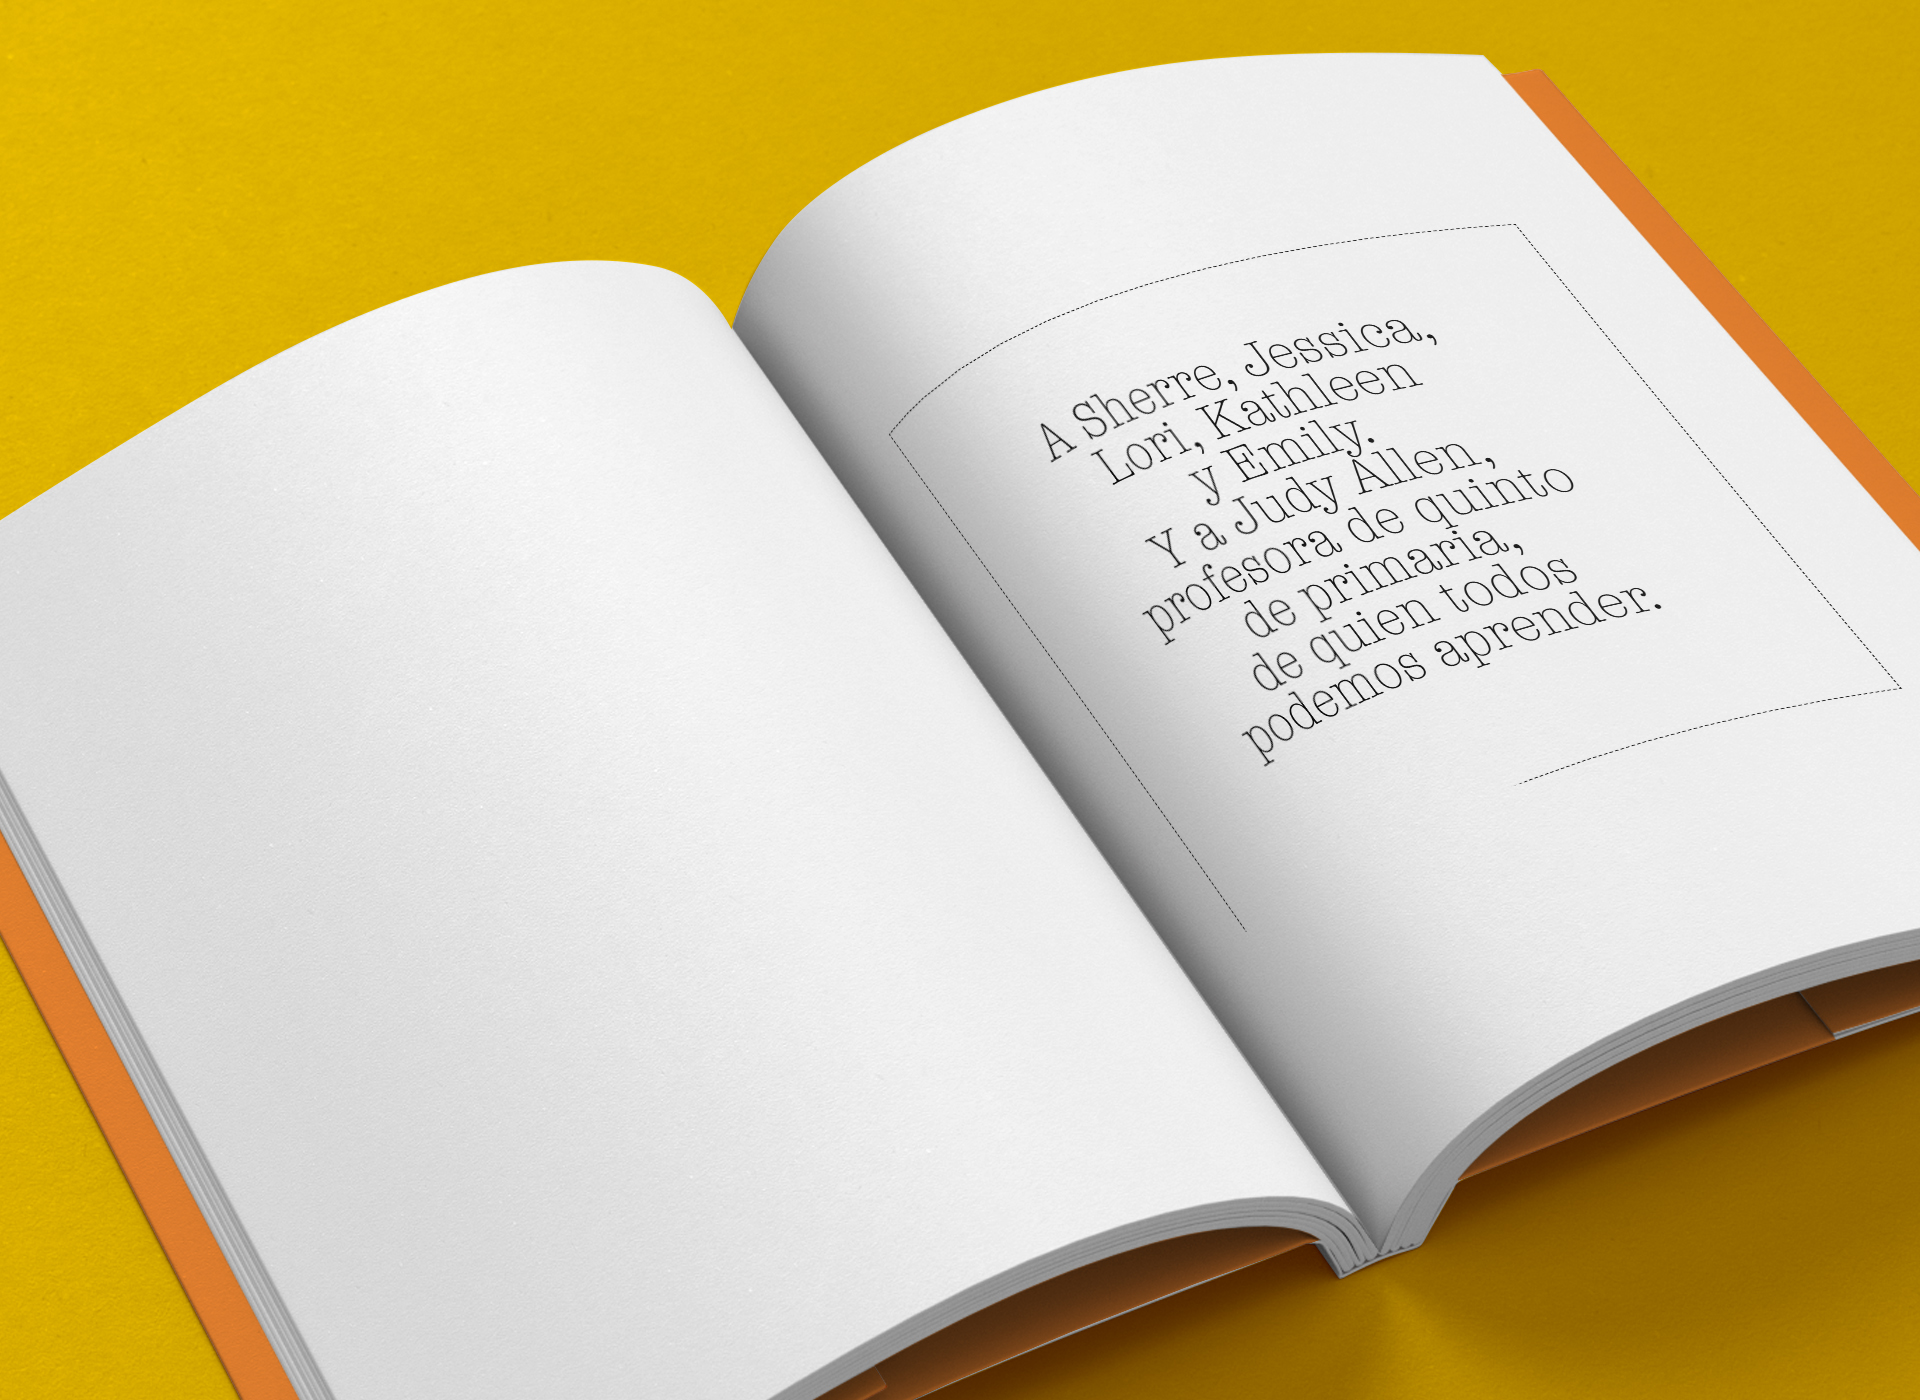 A Sherre, Jessica,
Lori, Kathleen
y Emily.
Y a Judy Allen,
profesora de quinto
de primaria,
de quien todos
podemos aprender.